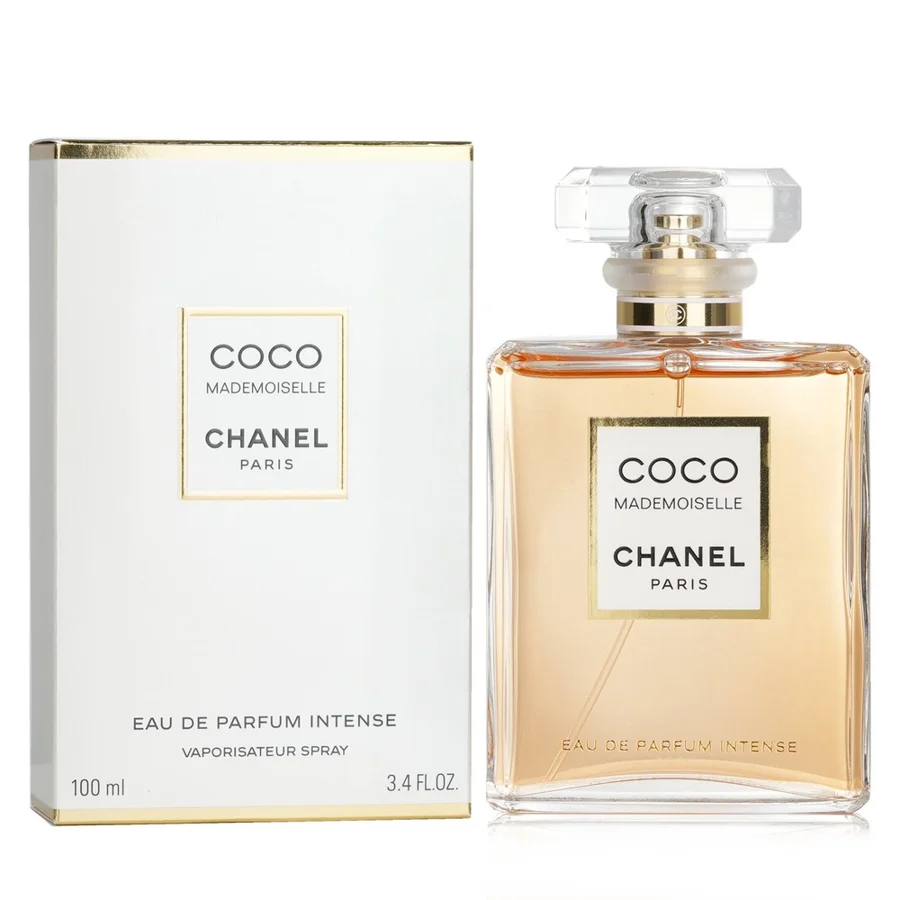 COCO
MADEMOISELLE
CHANEL
PARIS
EAU DE PARFUM INTENSE
VAPORISATEUR SPRAY
100 ml
3.4 FL.OZ.
COCO
MADEMOISELLE
CHANEL
PARIS
EAU DE PARFUM INTENSE